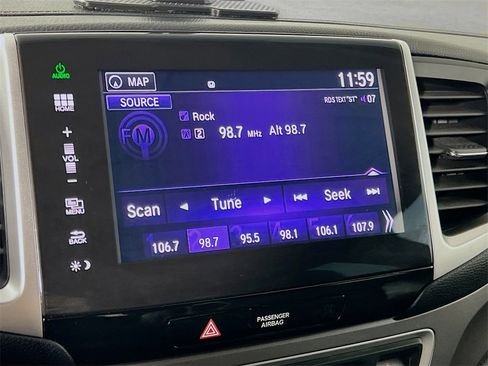 AUDIO
MAP
11:59
HOME
SOURCE
RDS TEXT "ST" 07
Rock
FM
2 98.7 MHz Alt 98.7
+
VOL
-
Scan Tune Seek
MENU
BACK
106.7 98.7 95.5 98.1 106.1 107.9
PASSENGER
AIRBAG